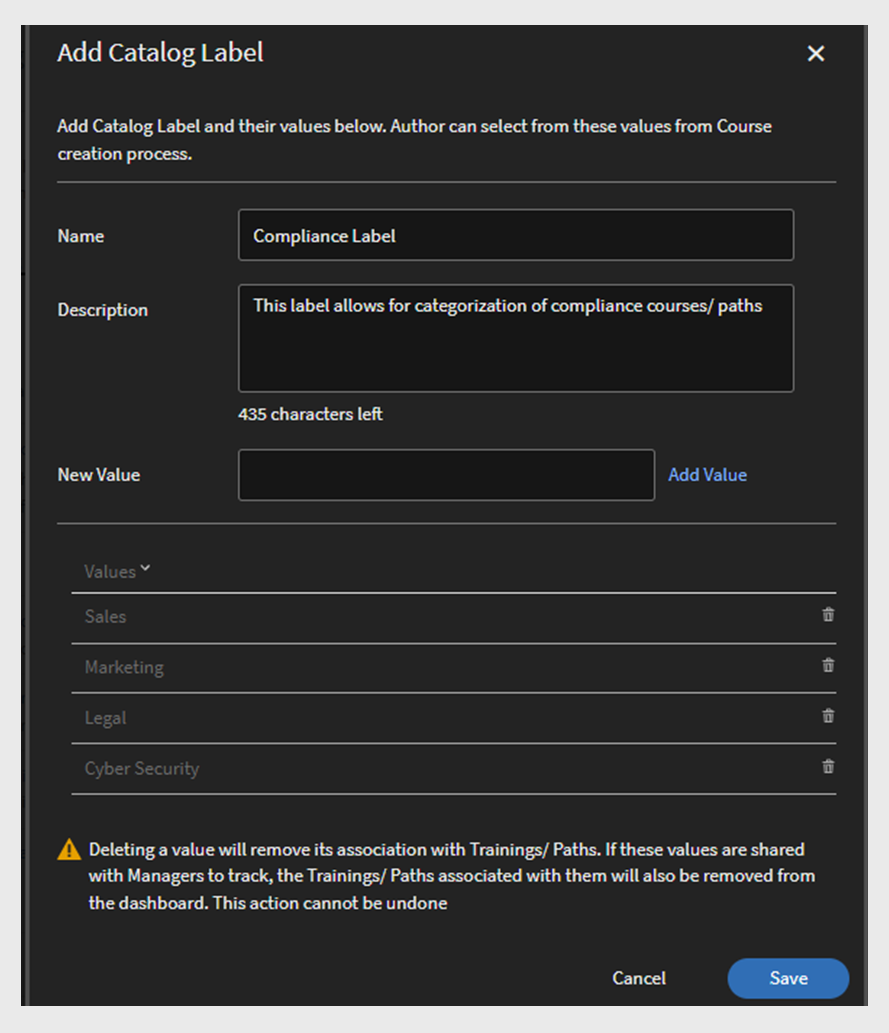 Add Catalog Label
Add Catalog Label and their values below. Author can select from these values from Course
creation process.
Name
Compliance Label
Description
This label allows for categorization of compliance courses/ paths
435 characters left
New Value
Add Value
Values
Sales
Marketing
Legal
Cyber Security
Deleting a value will remove its association with Trainings/ Paths. If these values are shared
with Managers to track, the Trainings/ Paths associated with them will also be removed from
the dashboard. This action cannot be undone
Cancel
Save